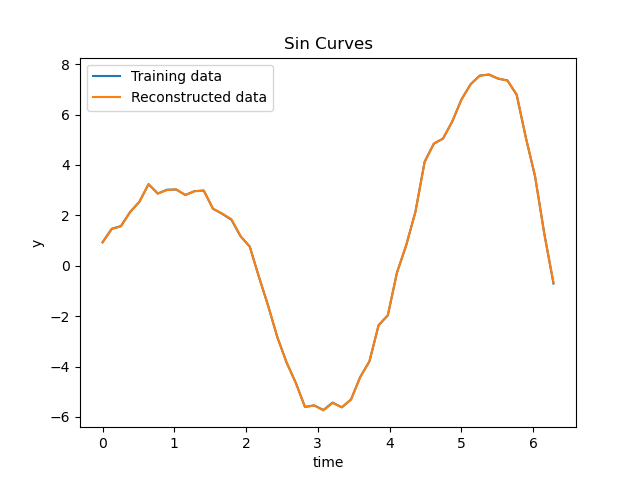 Sin Curves
Training data
Reconstructed data
8
6
4
2
0
−2
−4
−6
y
0 1 2 3 4 5 6
time